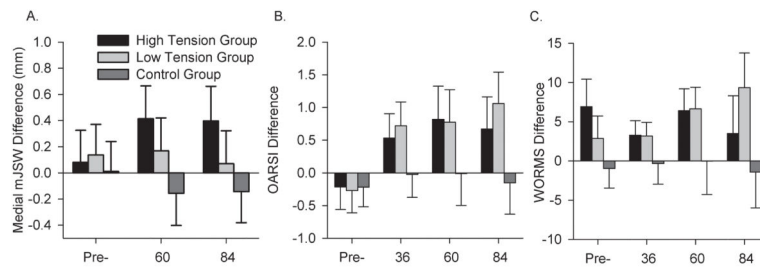 A.
1.0
0.8
0.6
0.4
0.2
0.0
-0.2
-0.4
Medial mJSW Difference (mm)
High Tension Group
Low Tension Group
Control Group
Pre- 60 84
B.
2.0
1.5
1.0
0.5
0.0
-0.5
-1.0
OARSI Difference
Pre- 36 60 84
C.
15
10
5
0
-5
-10
WORMS Difference
Pre- 36 60 84